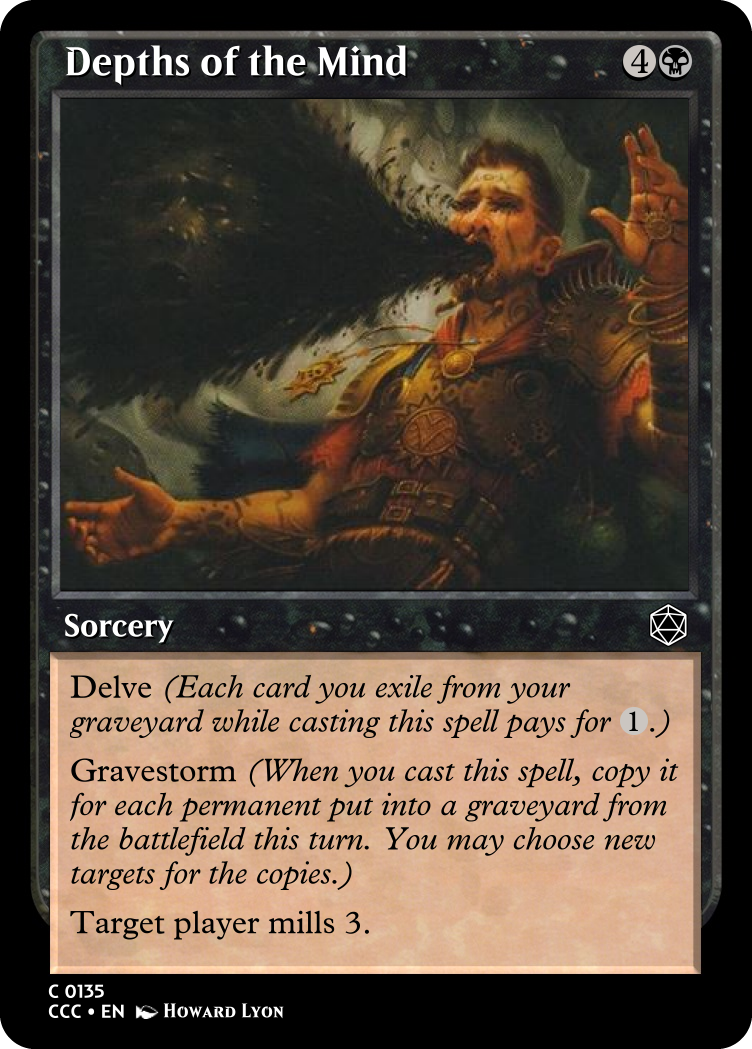 Depths of the Mind 4
Sorcery
Delve (Each card you exile from your
graveyard while casting this spell pays for 1.)
Gravestorm (When you cast this spell, copy it
for each permanent put into a graveyard from
the battlefield this turn. You may choose new
targets for the copies.)
Target player mills 3.
C 0135
CCC • EN Howard Lyon